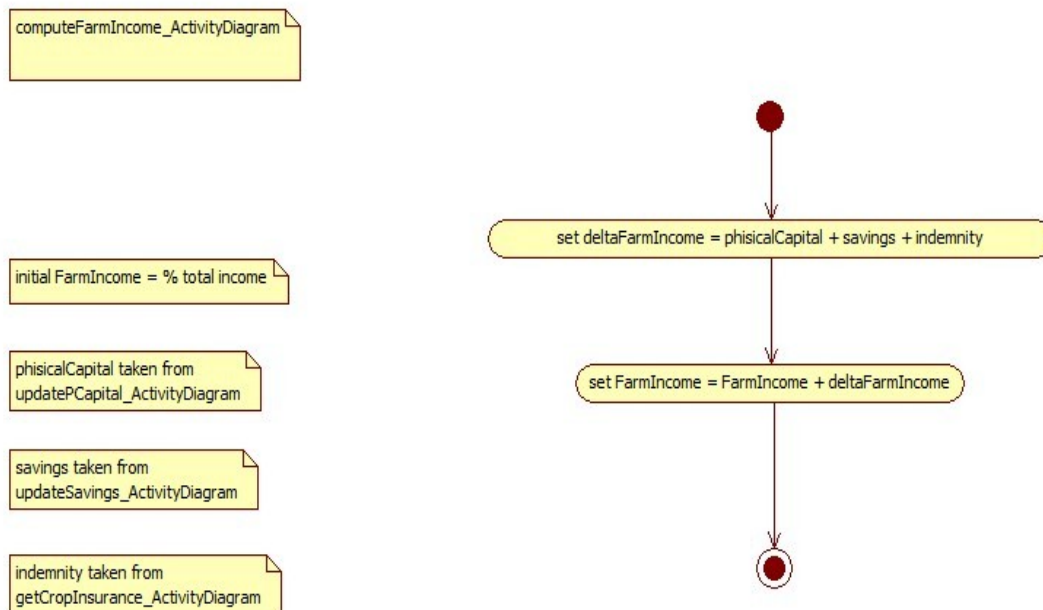 computeFarmIncome_ActivityDiagram
set deltaFarmIncome = phisicalCapital + savings + indemnity
initial FarmIncome = % total income
phisicalCapital taken from
updatePCapital_ActivityDiagram
set FarmIncome = FarmIncome + deltaFarmIncome
savings taken from
updateSavings_ActivityDiagram
indemnity taken from
getCropInsurance_ActivityDiagram